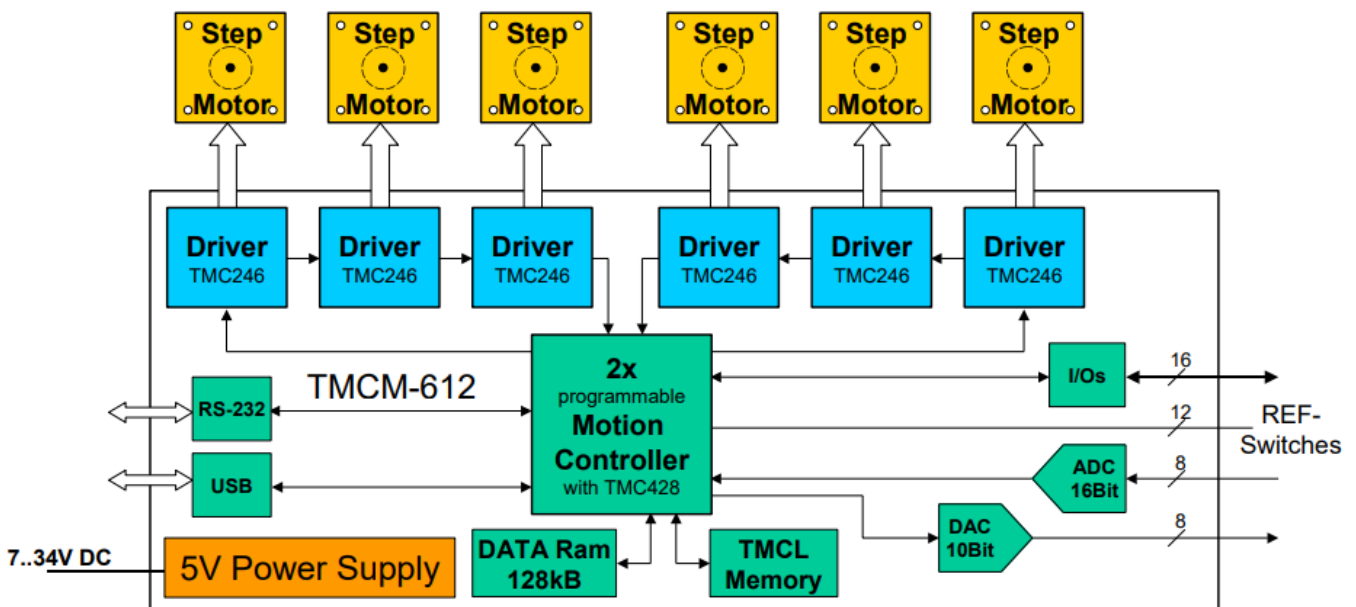 Step Motor
Step Motor
Step Motor
Step Motor
Step Motor
Step Motor
Driver
TMC246
Driver
TMC246
Driver
TMC246
Driver
TMC246
Driver
TMC246
Driver
TMC246
TMCM-612
2x
programmable
Motion
Controller
with TMC428
RS-232
USB
I/Os
16
12
REF-
Switches
ADC
16Bit
8
DAC
10Bit
8
7..34V DC
5V Power Supply
DATA Ram
128kB
TMCL
Memory